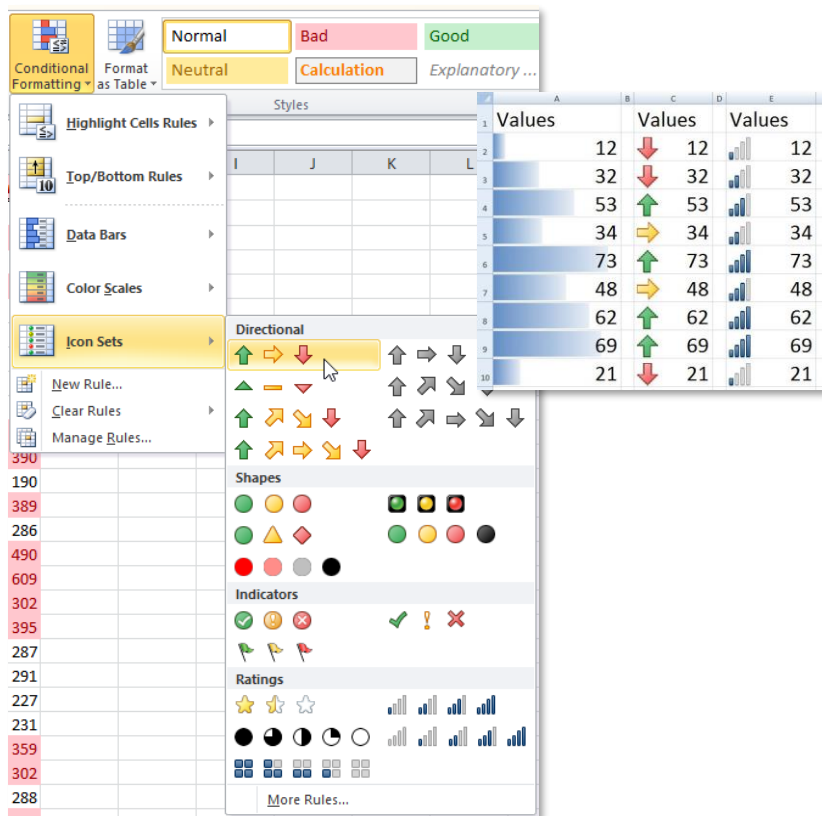 Normal Bad Good
Conditional Formatting Format as Table Neutral Calculation Explanatory ...
Styles
Highlight Cells Rules
Top/Bottom Rules
Data Bars
Color Scales
Icon Sets
New Rule...
Clear Rules
Manage Rules...
I J K L
Directional
Shapes
Indicators
Ratings
More Rules...
390
190
389
286
490
609
302
395
287
291
227
231
359
302
288
A B C D E
1 Values Values Values
2 12 12 12
3 32 32 32
4 53 53 53
5 34 34 34
6 73 73 73
7 48 48 48
8 62 62 62
9 69 69 69
10 21 21 21